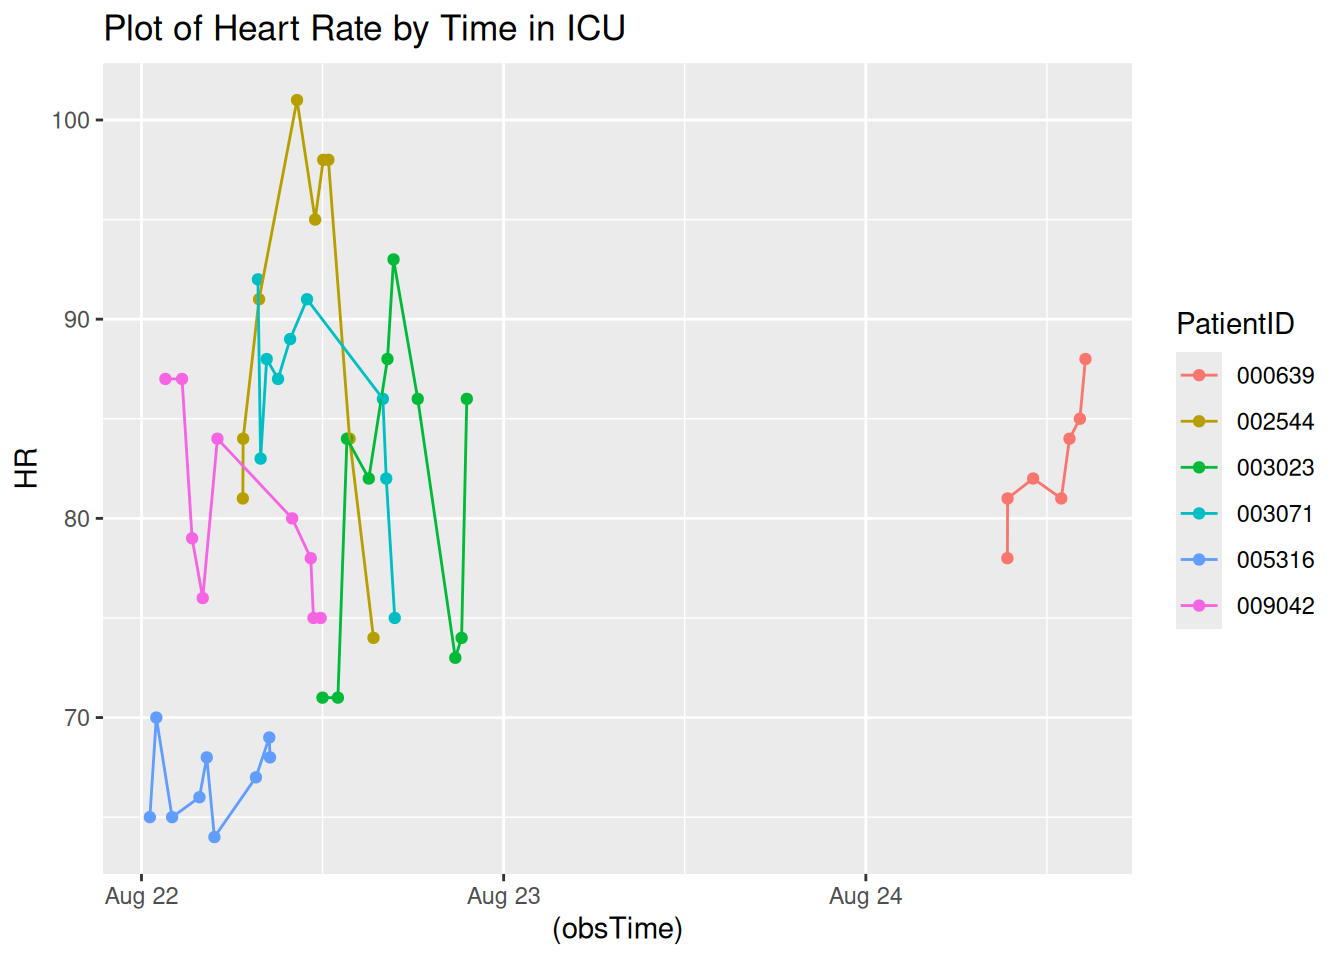 Plot of Heart Rate by Time in ICU
HR
100
90
80
70
Aug 22
Aug 23
Aug 24
(obsTime)
PatientID
000639
002544
003023
003071
005316
009042